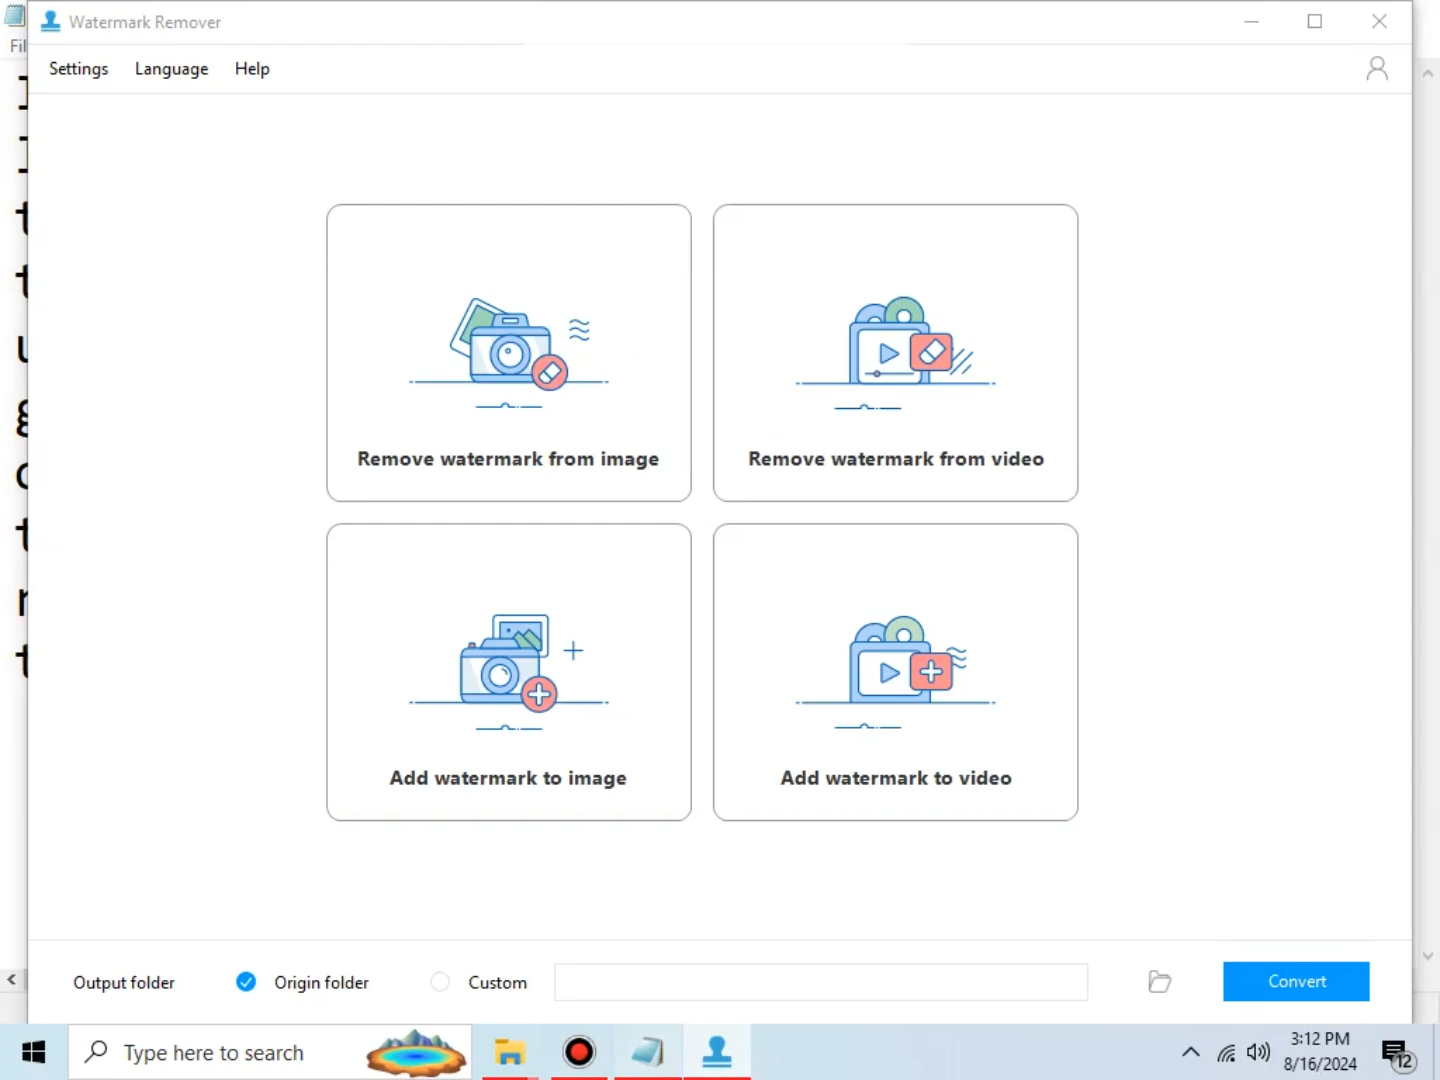 Watermark Remover
Fil
Settings Language Help
Remove watermark from image
Remove watermark from video
Add watermark to image
Add watermark to video
Output folder Origin folder Custom Convert
Type here to search
3:12 PM
8/16/2024
12